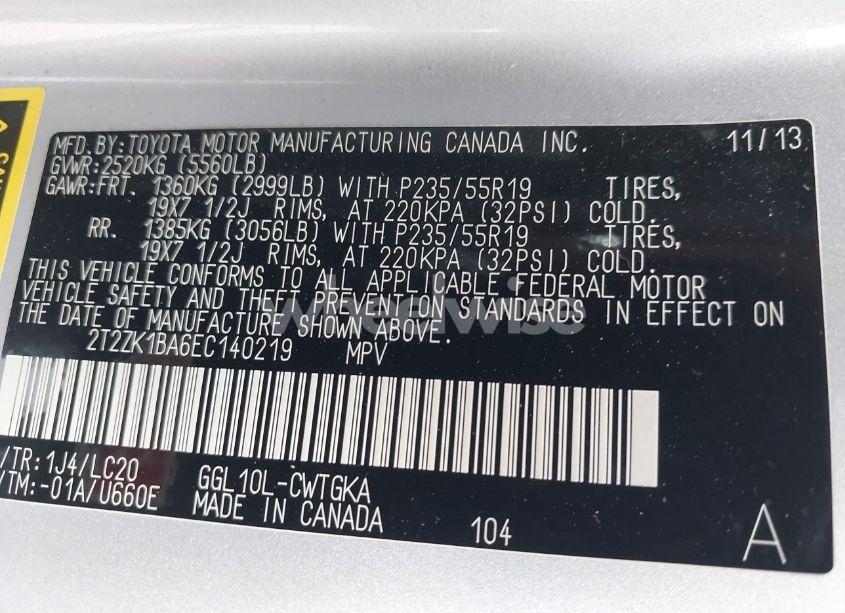 MFD.BY:TOYOTA MOTOR MANUFACTURING CANADA INC. 11/13
GVWR:2520KG (5560LB)
GAWR:FRT. 1360KG (2999LB) WITH P235/55R19 TIRES,
19X7 1/2J RIMS, AT 220KPA (32PSI) COLD.
RR. 1385KG (3056LB) WITH P235/55R19 TIRES,
19X7 1/2J RIMS, AT 220KPA (32PSI) COLD.
THIS VEHICLE CONFORMS TO ALL APPLICABLE FEDERAL MOTOR
VEHICLE SAFETY AND THEFT PREVENTION STANDARDS IN EFFECT ON
THE DATE OF MANUFACTURE SHOWN ABOVE.
2T2ZK1BA6EC140219 MPV
/TR:1J4/LC20 GGL10L-CWTGKA
/TM:-01A/U660E MADE IN CANADA
104 A
wheelwise